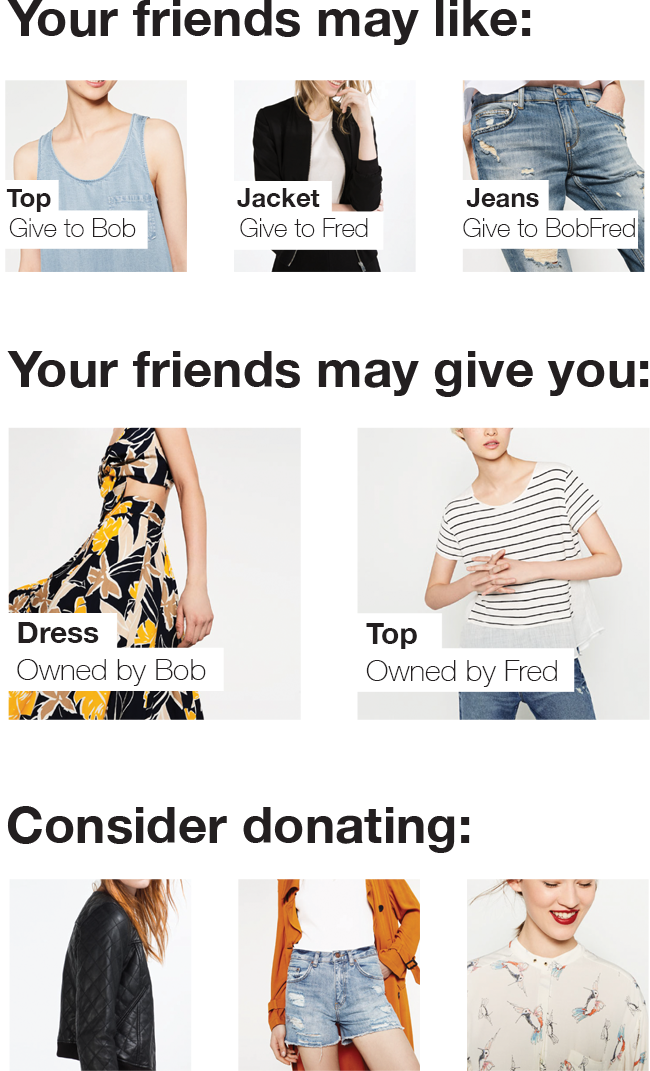 Your friends may like:
Top
Give to Bob
Jacket
Give to Fred
Jeans
Give to BobFred
Your friends may give you:
Dress
Owned by Bob
Top
Owned by Fred
Consider donating: